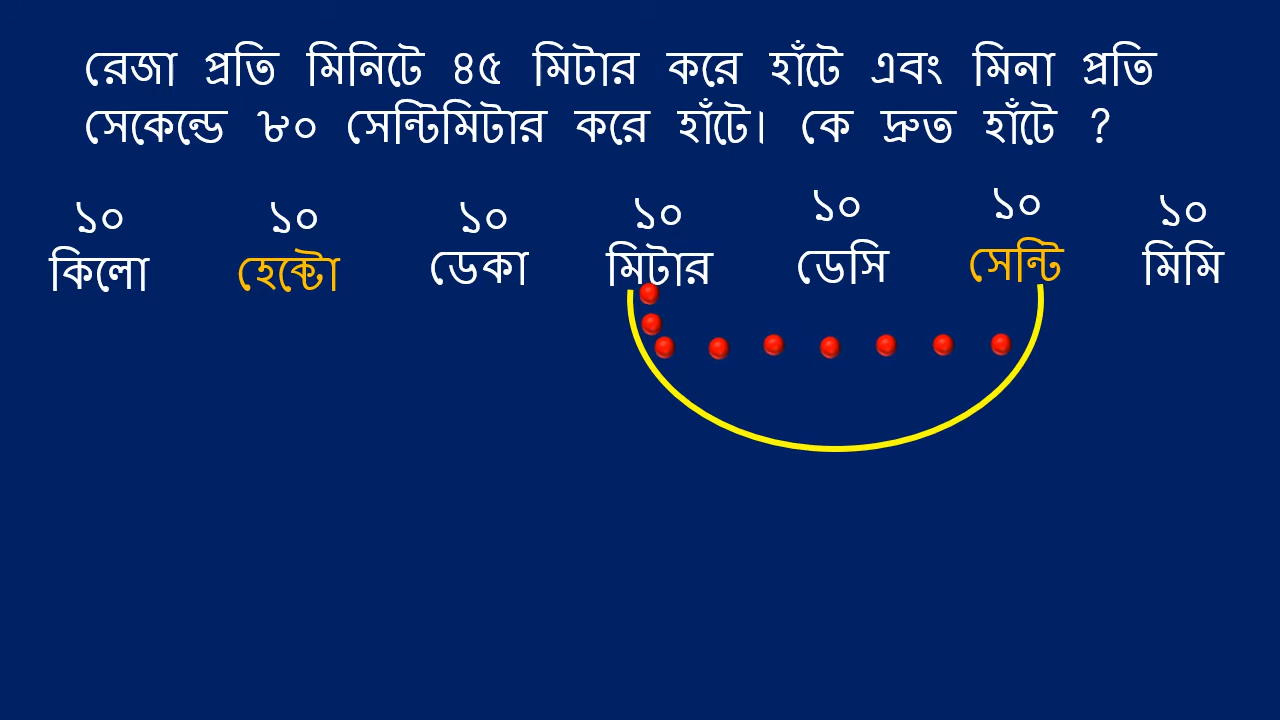 রেজা প্রতি মিনিটে ৪৫ মিটার করে হাঁটে এবং মিনা প্রতি
সেকেন্ডে ৮০ সেন্টিমিটার করে হাঁটে। কে দ্রুত হাঁটে ?
১০ ১০ ১০ ১০ ১০ ১০ ১০
কিলো হেক্টো ডেকা মিটার ডেসি সেন্টি মিমি